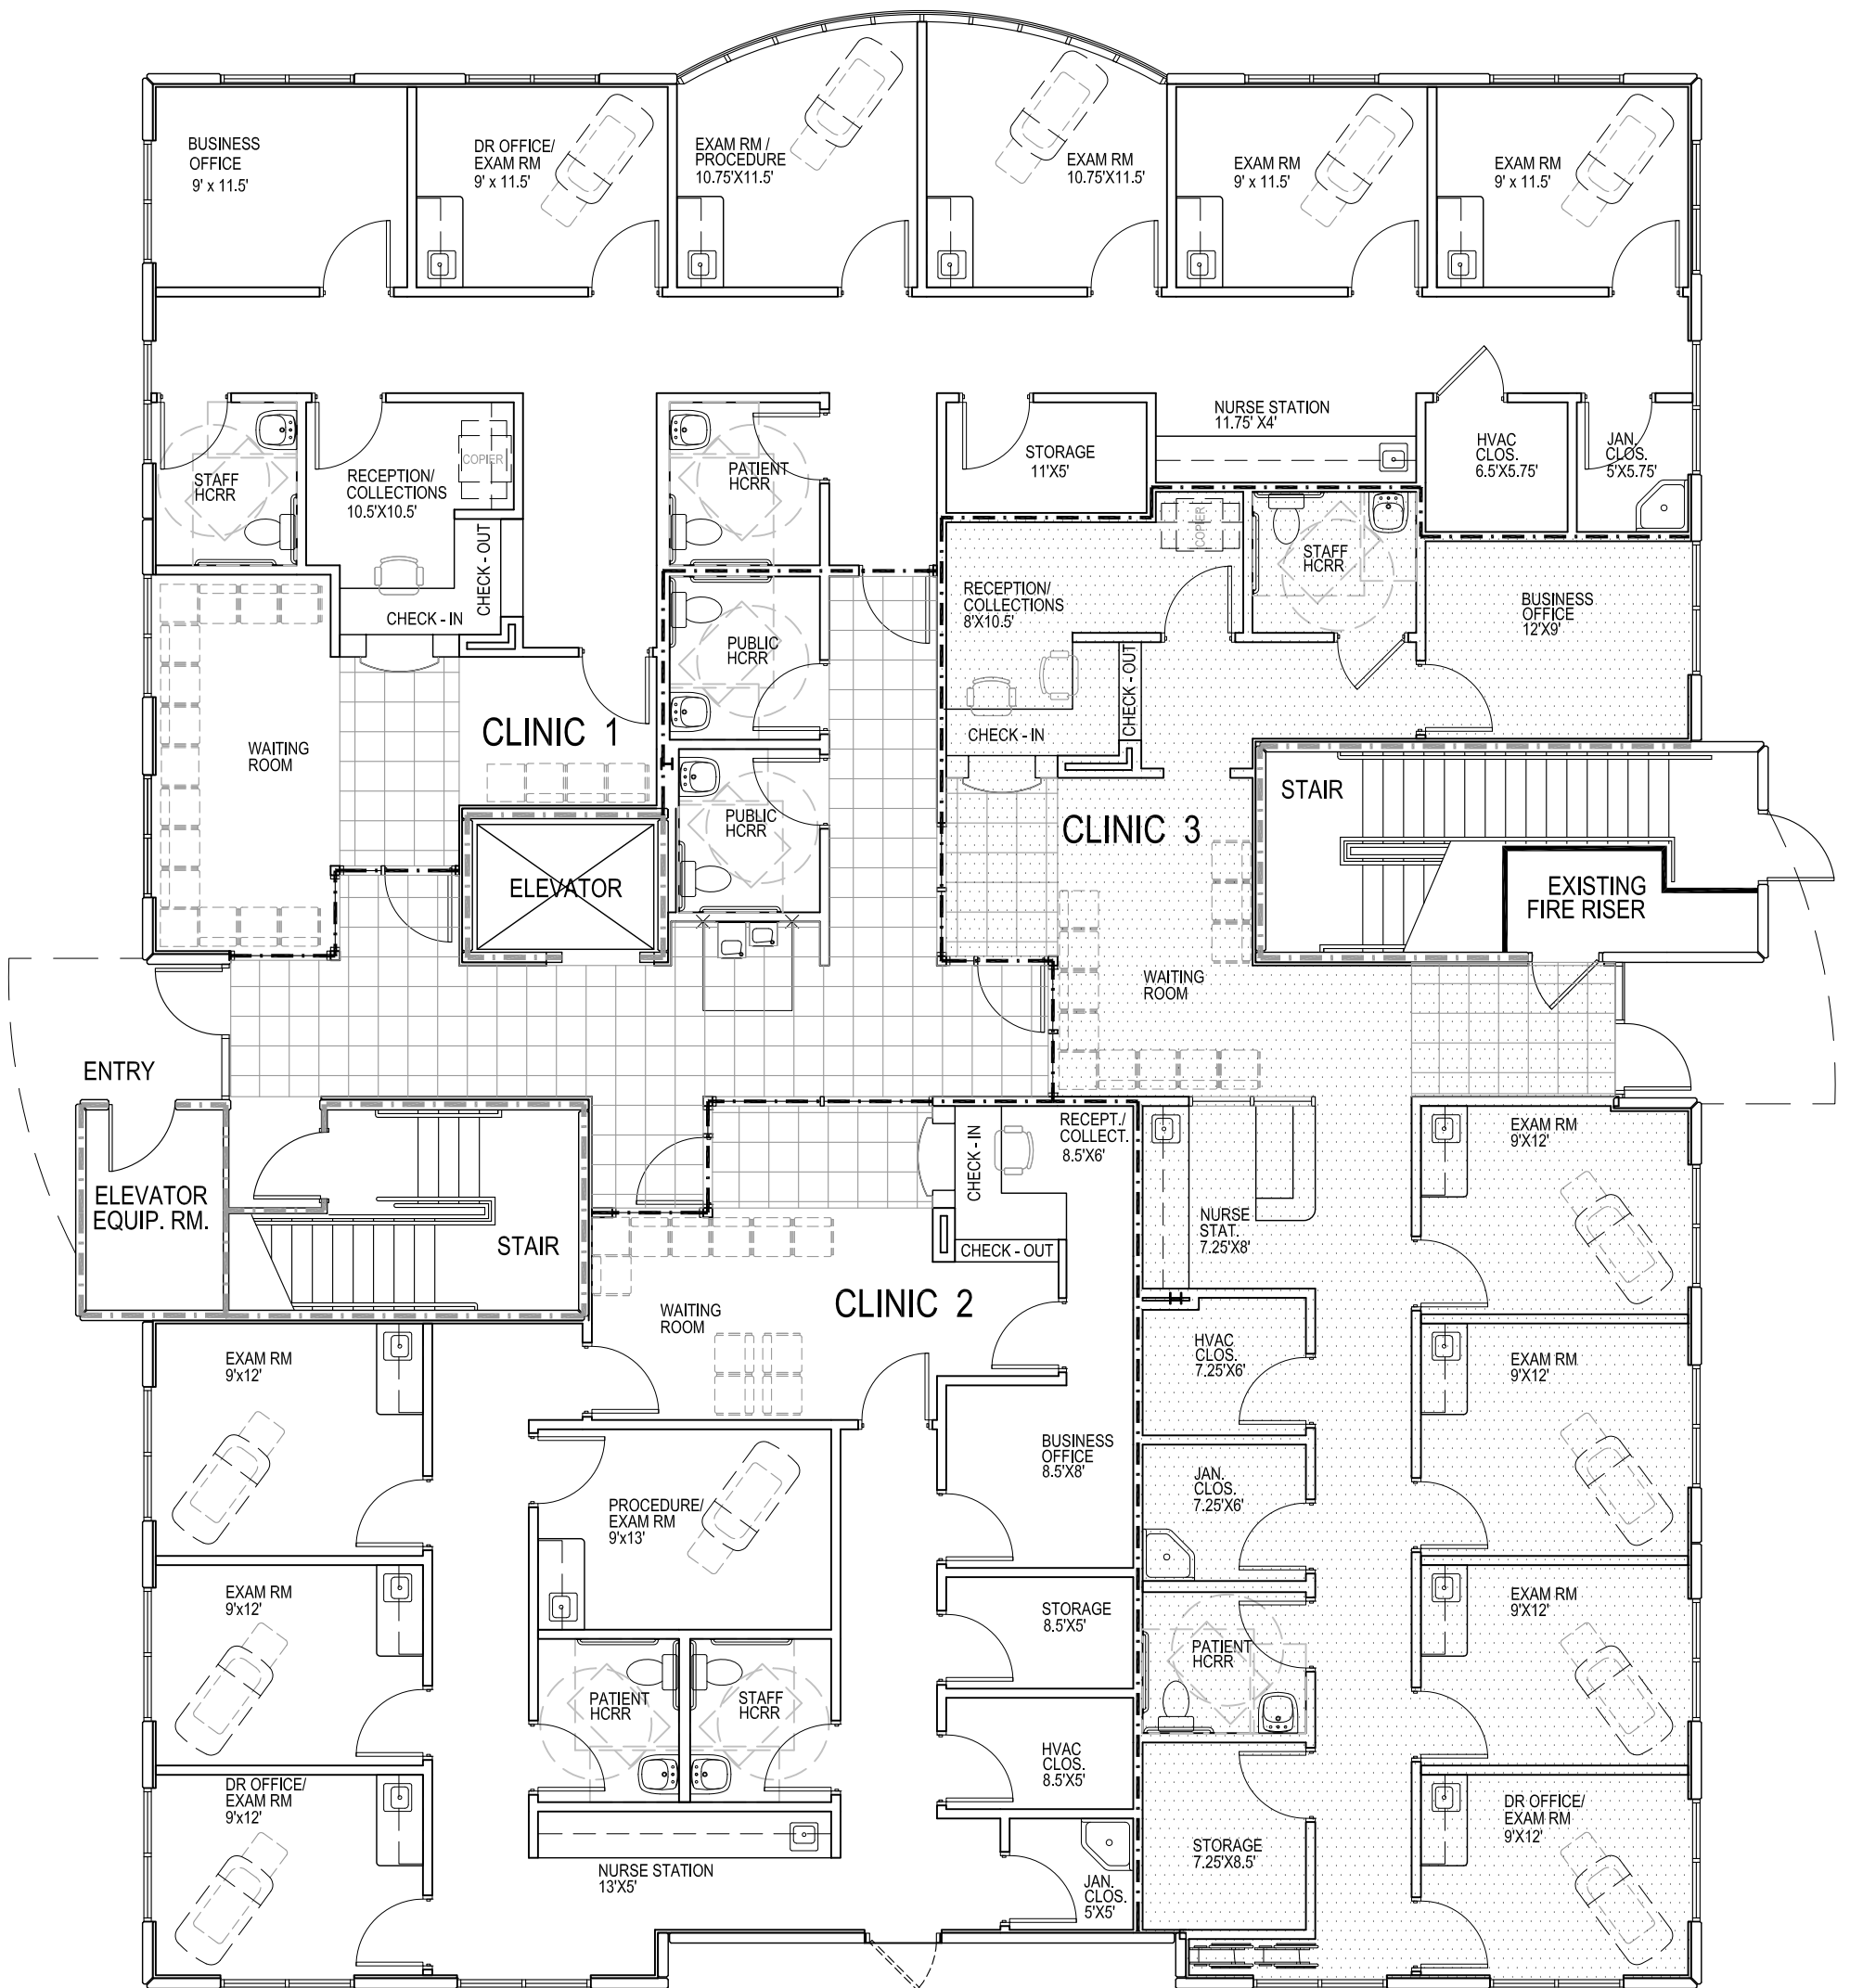 BUSINESS
OFFICE
9' x 11.5'
DR OFFICE/
EXAM RM
9' x 11.5'
EXAM RM /
PROCEDURE
10.75'X11.5'
EXAM RM
10.75'X11.5'
EXAM RM
9' x 11.5'
EXAM RM
9' x 11.5'
STAFF
HCRR
RECEPTION/
COLLECTIONS
10.5'X10.5'
COPIER
CHECK - OUT
CHECK - IN
PATIENT
HCRR
STORAGE
11'X5'
NURSE STATION
11.75' X4'
HVAC
CLOS.
6.5'X5.75'
JAN.
CLOS.
5'X5.75'
PUBLIC
HCRR
RECEPTION/
COLLECTIONS
8'X10.5'
COPIER
STAFF
HCRR
BUSINESS
OFFICE
12'X9'
CHECK - OUT
CHECK - IN
WAITING
ROOM
CLINIC 1
PUBLIC
HCRR
CLINIC 3
STAIR
ELEVATOR
EXISTING
FIRE RISER
WAITING
ROOM
ENTRY
ELEVATOR
EQUIP. RM.
STAIR
CHECK - IN
RECEPT./
COLLECT.
8.5'X6'
CHECK - OUT
NURSE
STAT.
7.25'X8'
EXAM RM
9'X12'
WAITING
ROOM
CLINIC 2
EXAM RM
9'x12'
HVAC
CLOS.
7.25'X6'
EXAM RM
9'X12'
PROCEDURE/
EXAM RM
9'x13'
BUSINESS
OFFICE
8.5'X8'
JAN.
CLOS.
7.25'X6'
EXAM RM
9'x12'
STORAGE
8.5'X5'
EXAM RM
9'X12'
PATIENT
HCRR
STAFF
HCRR
PATIENT
HCRR
HVAC
CLOS.
8.5'X5'
DR OFFICE/
EXAM RM
9'x12'
DR OFFICE/
EXAM RM
9'X12'
STORAGE
7.25'X8.5'
NURSE STATION
13'X5'
JAN.
CLOS.
5'X5'